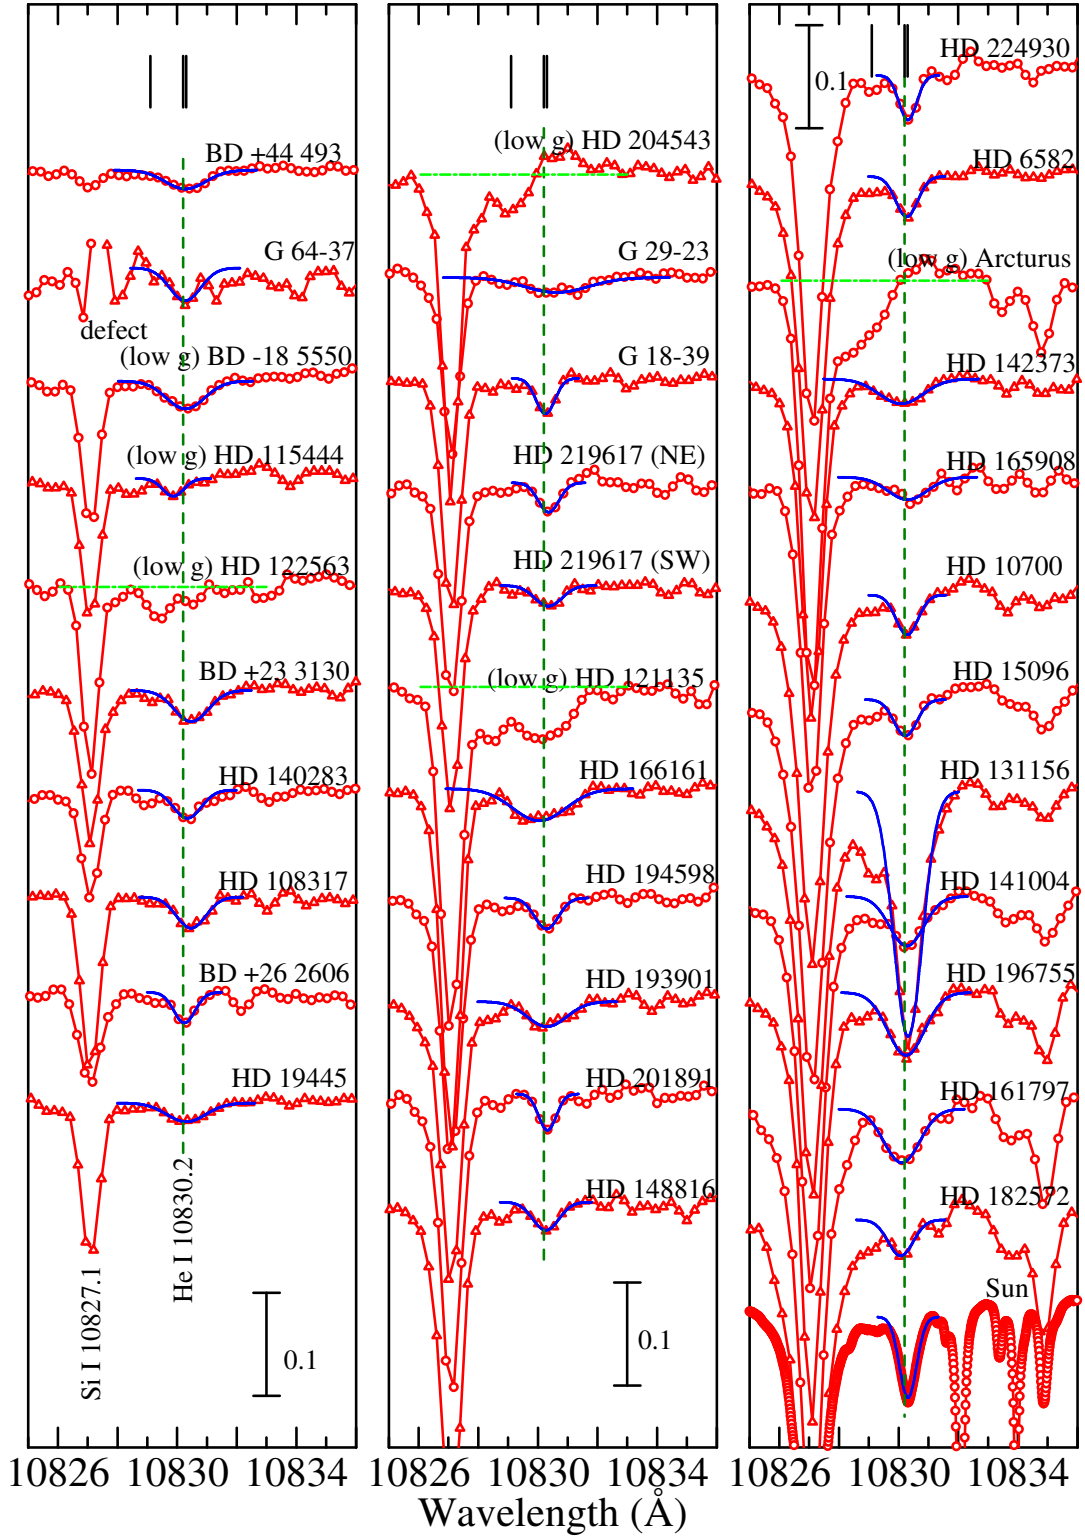 BD +44 493
G 64-37
defect
(low g) BD -18 5550
(low g) HD 115444
(low g) HD 122563
BD +23 3130
HD 140283
HD 108317
BD +26 2606
HD 19445
Si I 10827.1
He I 10830.2
0.1
10826 10830 10834
(low g) HD 204543
G 29-23
G 18-39
HD 219617 (NE)
HD 219617 (SW)
(low g) HD 121135
HD 166161
HD 194598
HD 193901
HD 201891
HD 148816
0.1
10826 10830 10834
HD 224930
0.1
HD 6582
(low g) Arcturus
HD 142373
HD 165908
HD 10700
HD 15096
HD 131156
HD 141004
HD 196755
HD 161797
HD 182572
Sun
10826 10830 1034
Wavelength (Å)